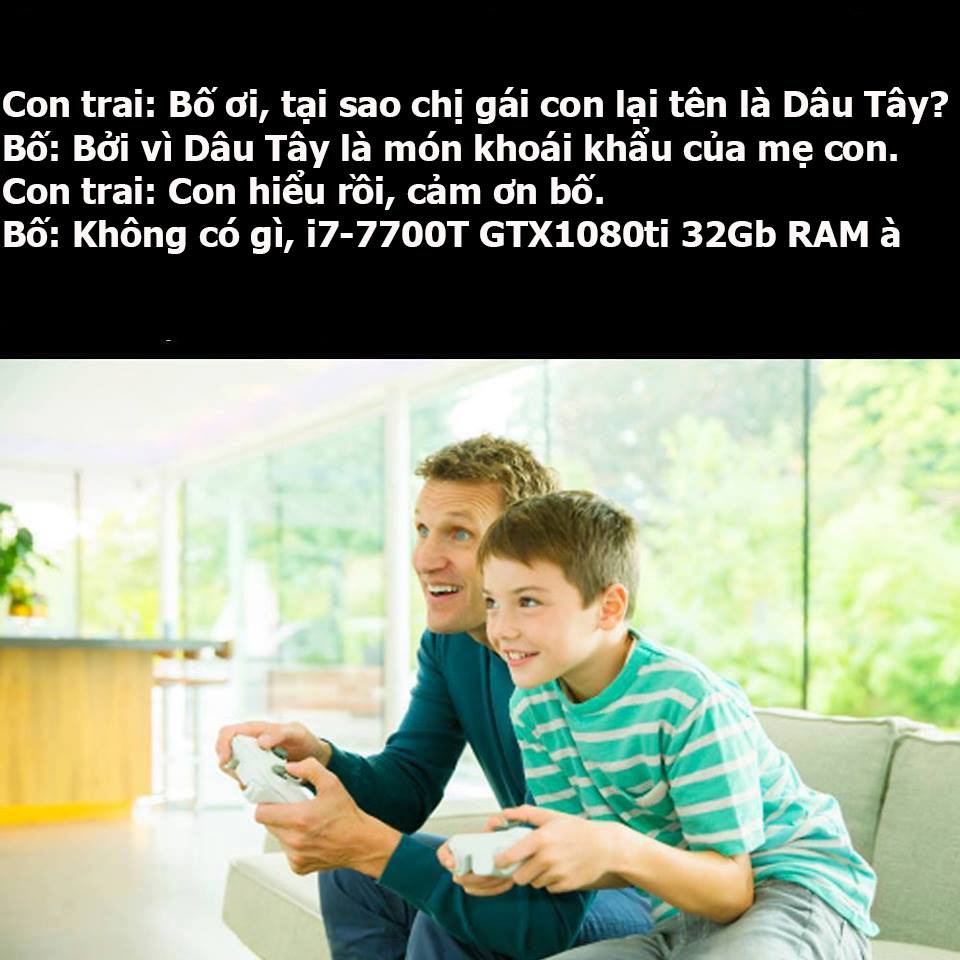 Con trai: Bố ơi, tại sao chị gái con lại tên là Dâu Tây?
Bố: Bởi vì Dâu Tây là món khoái khẩu của mẹ con.
Con trai: Con hiểu rồi, cảm ơn bố.
Bố: Không có gì, i7-7700T GTX1080ti 32Gb RAM à